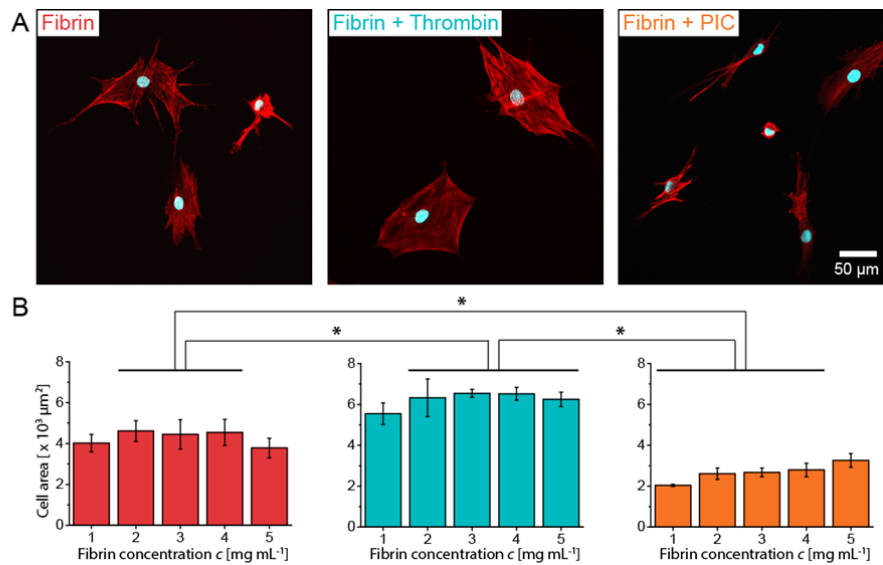 A
Fibrin
Fibrin + Thrombin
Fibrin + PIC
50 µm
B
*
*
*
Cell area [ x 10³ µm²]
8
6
4
2
0
1 2 3 4 5
Fibrin concentration c [mg mL⁻¹]
8
6
4
2
0
1 2 3 4 5
Fibrin concentration c [mg mL⁻¹]
8
6
4
2
0
1 2 3 4 5
Fibrin concentration c [mg mL⁻¹]